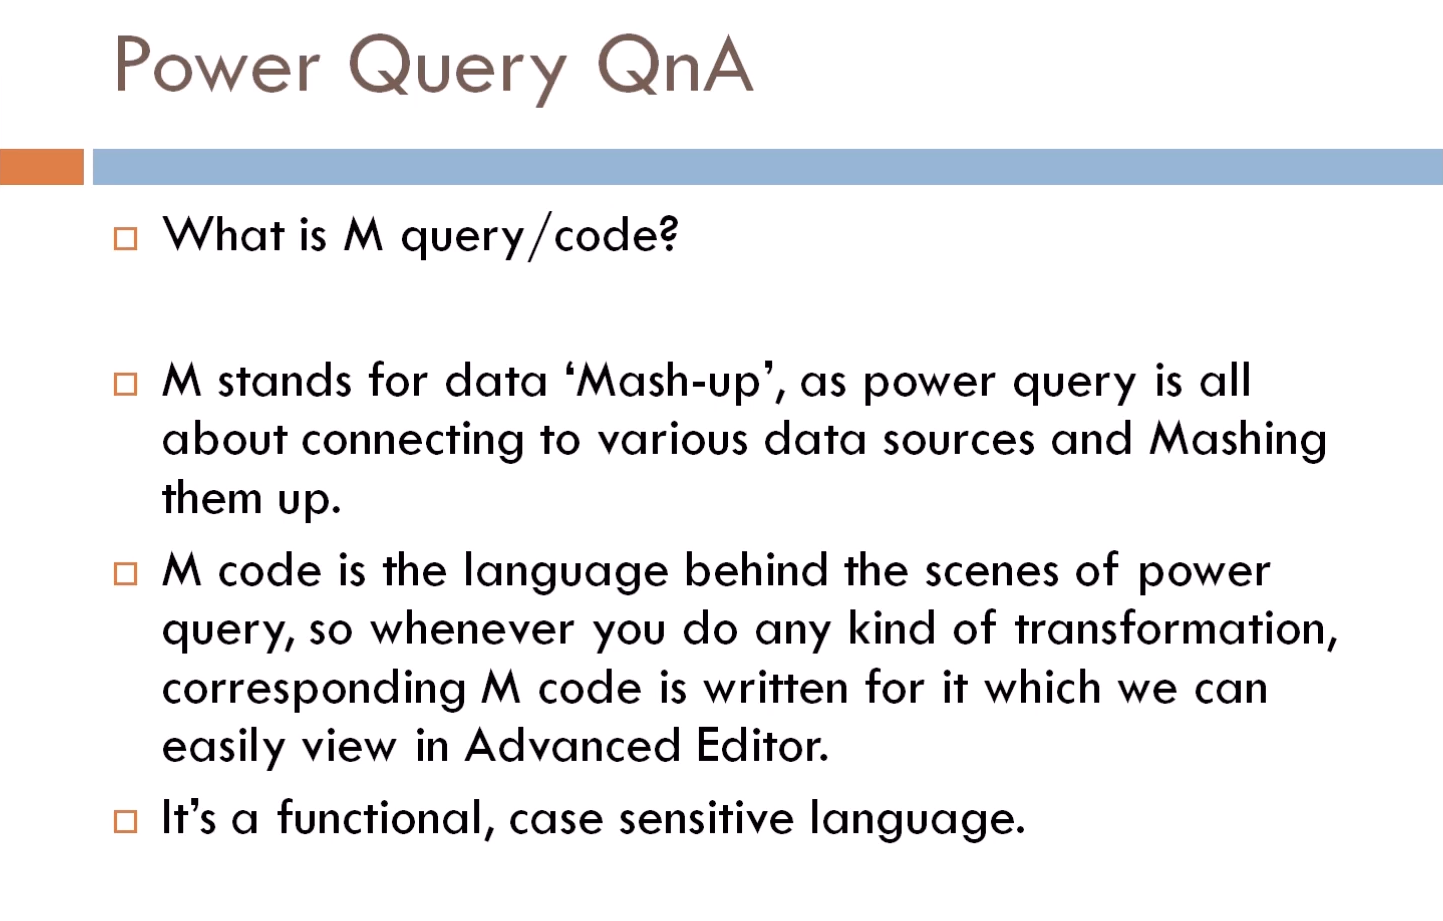 Power Query QnA
What is M query/code?
M stands for data ‘Mash-up’, as power query is all
about connecting to various data sources and Mashing
them up.
M code is the language behind the scenes of power
query, so whenever you do any kind of transformation,
corresponding M code is written for it which we can
easily view in Advanced Editor.
It’s a functional, case sensitive language.